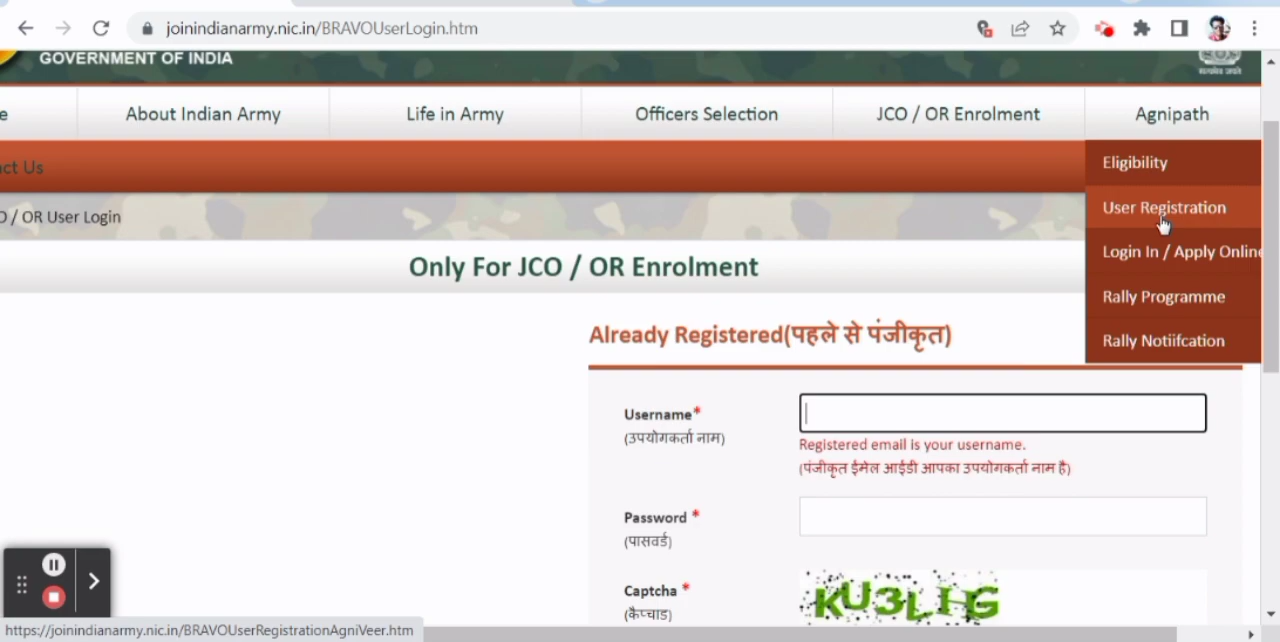 joinindianarmy.nic.in/BRAVOUserLogin.htm
GOVERNMENT OF INDIA
About Indian Army
Life in Army
Officers Selection
JCO / OR Enrolment
Agnipath
ct Us
Eligibility
/ OR User Login
User Registration
Login In / Apply Online
Only For JCO / OR Enrolment
Rally Programme
Rally Notiifcation
Already Registered(पहले से पंजीकृत)
Username*
(उपयोगकर्ता नाम)
Registered email is your username.
(पंजीकृत ईमेल आईडी आपका उपयोगकर्ता नाम है)
Password *
(पासवर्ड)
Captcha *
(कैप्चाड)
KU3LIG
https://joinindianarmy.nic.in/BRAVOUserRegistrationAgniVeer.htm